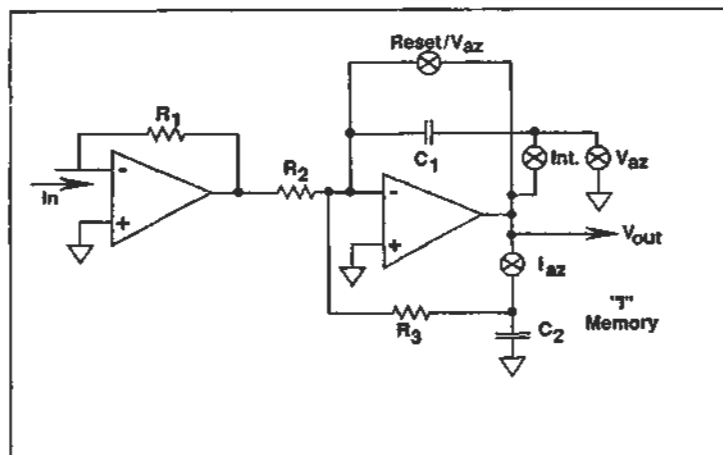 Reset/Vaz
R1
C1
Int.
Vaz
R2
In
-
+
-
+
Vout
Iaz
R3
C2
"I"
Memory